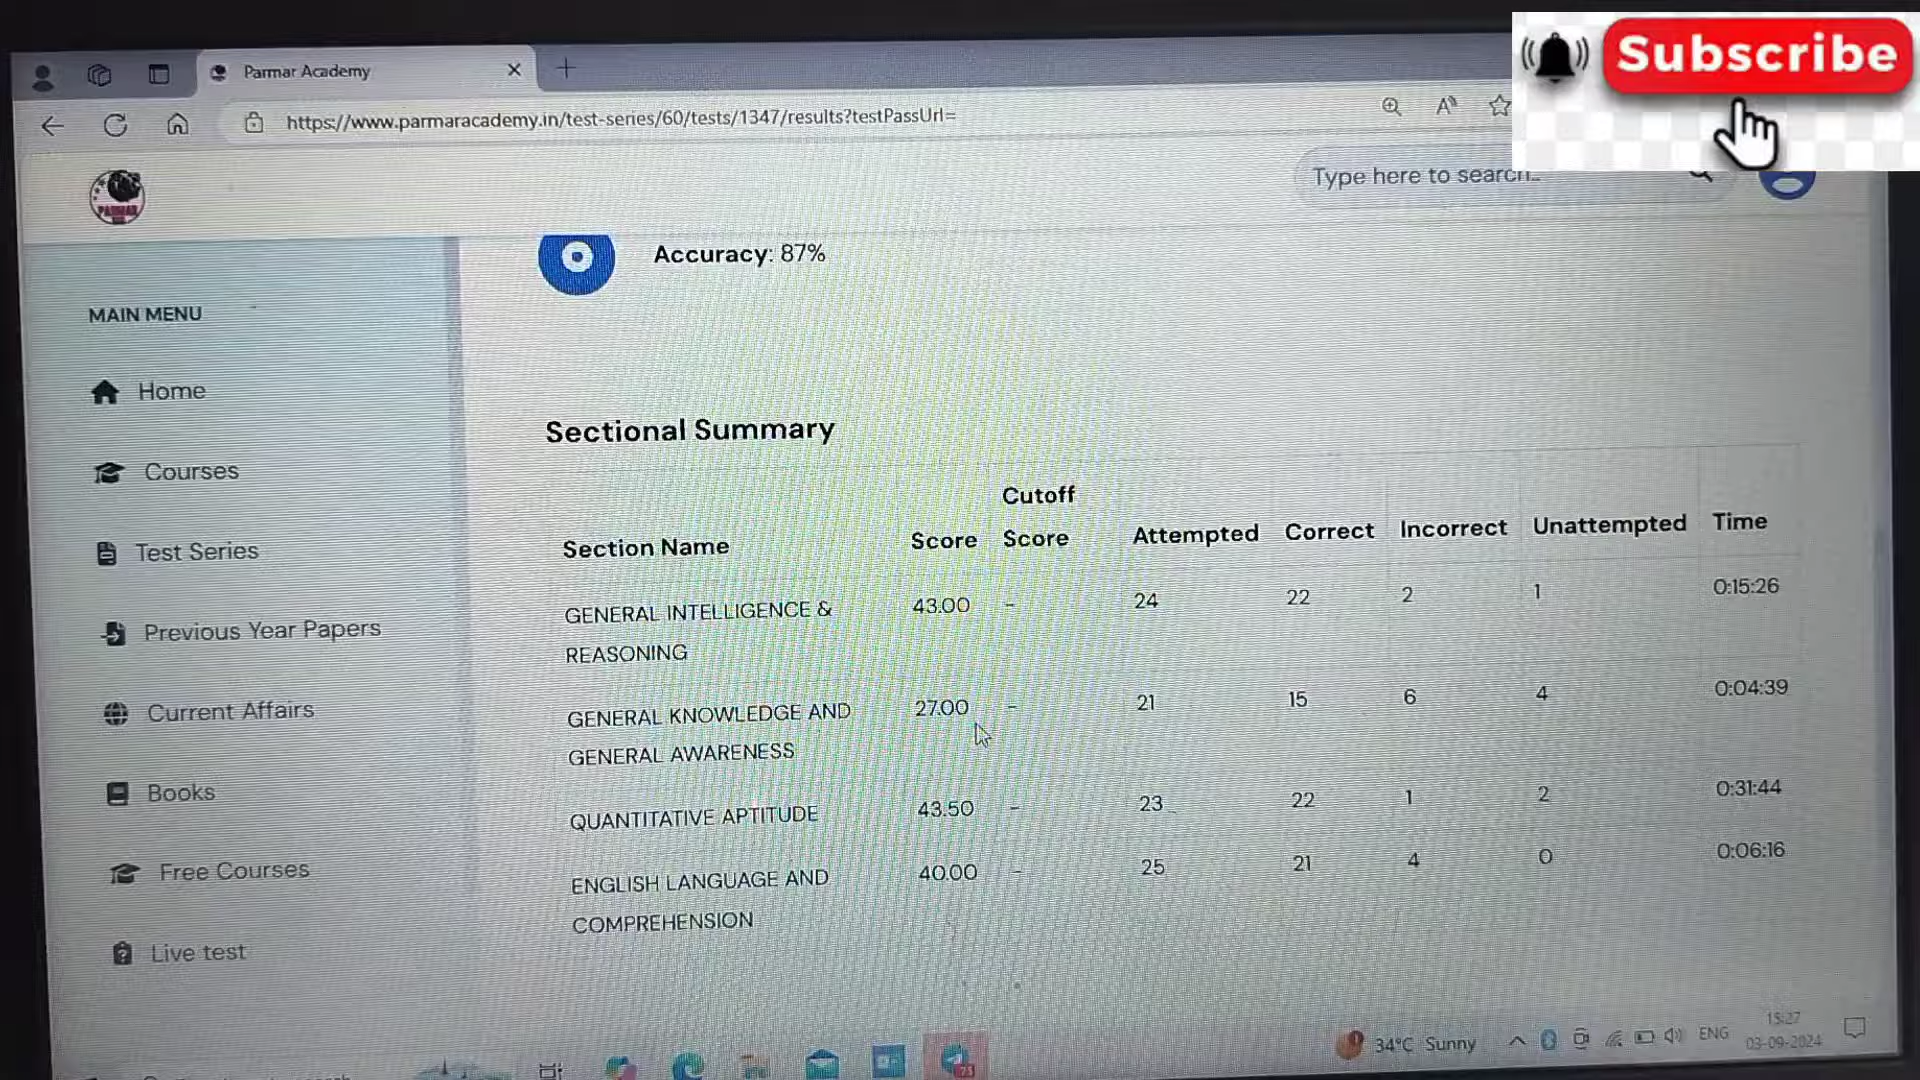 Subscribe
Parmar Academy
https://www.parmaracademy.in/test-series/60/tests/1347/results?testPassUrl=
Type here to search..
PARMAR
Accuracy: 87%
MAIN MENU
Home
Courses
Test Series
Previous Year Papers
Current Affairs
Books
Free Courses
Live test
Sectional Summary
Section Name Score Cutoff Score Attempted Correct Incorrect Unattempted Time
GENERAL INTELLIGENCE & 43.00 - 24 22 2 1 0:15:26
REASONING
GENERAL KNOWLEDGE AND 27.00 - 21 15 6 4 0:04:39
GENERAL AWARENESS
QUANTITATIVE APTITUDE 43.50 - 23 22 1 2 0:31:44
ENGLISH LANGUAGE AND 40.00 - 25 21 4 0 0:06:16
COMPREHENSION
34°C Sunny
ENG
15:27
03-09-2024